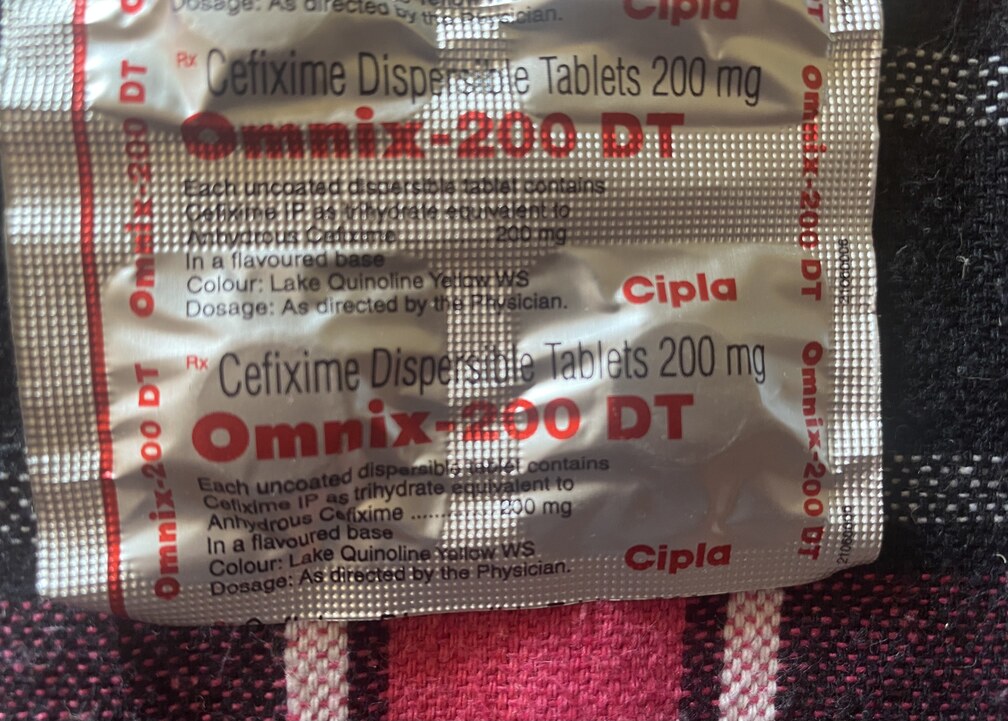 Dosage: As directed by the Physician.
Cipla
Rx Cefixime Dispersible Tablets 200 mg
Omnix-200 DT
Each uncoated dispersible tablet contains
Cefixime IP as trihydrate equivalent to
Anhydrous Cefixime 200 mg
In a flavoured base
Colour: Lake Quinoline Yellow WS
Dosage: As directed by the Physician.
Cipla
Rx Cefixime Dispersible Tablets 200 mg
Omnix-200 DT
Each uncoated dispersible tablet contains
Cefixime IP as trihydrate equivalent to
Anhydrous Cefixime ....... 200 mg
In a flavoured base
Colour: Lake Quinoline Yellow WS
Dosage: As directed by the Physician.
Cipla
Omnix-200 DT
Omnix-200 DT
Omnix-200 DT
Omnix-200 DT